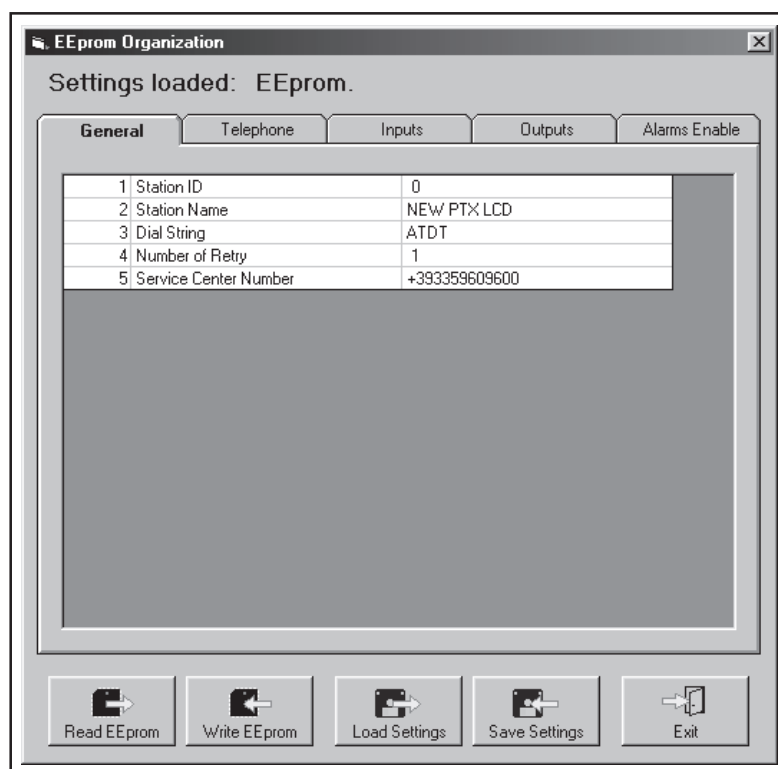 EEprom Organization
Settings loaded: EEprom.
General Telephone Inputs Outputs Alarms Enable
1 Station ID 0
2 Station Name NEW PTX LCD
3 Dial String ATDT
4 Number of Retry 1
5 Service Center Number +393359609600
Read EEprom Write EEprom Load Settings Save Settings Exit